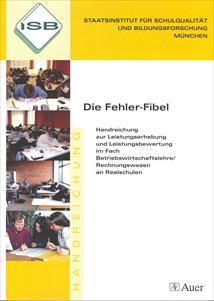 ISB
STAATSINSTITUT FÜR SCHULQUALITÄT
UND BILDUNGSFORSCHUNG
MÜNCHEN
Die Fehler-Fibel
Handreichung
zur Leistungserhebung
und Leistungsbewertung
im Fach
Betriebswirtschaftslehre/
Rechnungswesen
an Realschulen
HANDREICHUNG
Auer